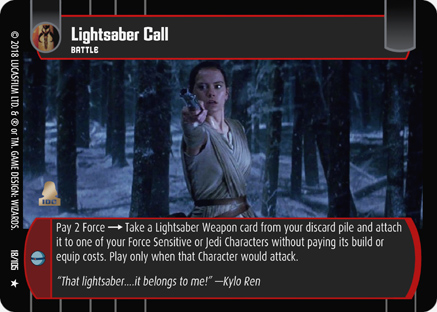 Lightsaber Call
BATTLE
IDC
Pay 2 Force → Take a Lightsaber Weapon card from your discard pile and attach
it to one of your Force Sensitive or Jedi Characters without paying its build or
equip costs. Play only when that Character would attack.
"That lightsaber....it belongs to me!" —Kylo Ren
© 2018 LUCASFILM LTD. & ® or TM. GAME DESIGN: WIZARDS.
18/105 ★